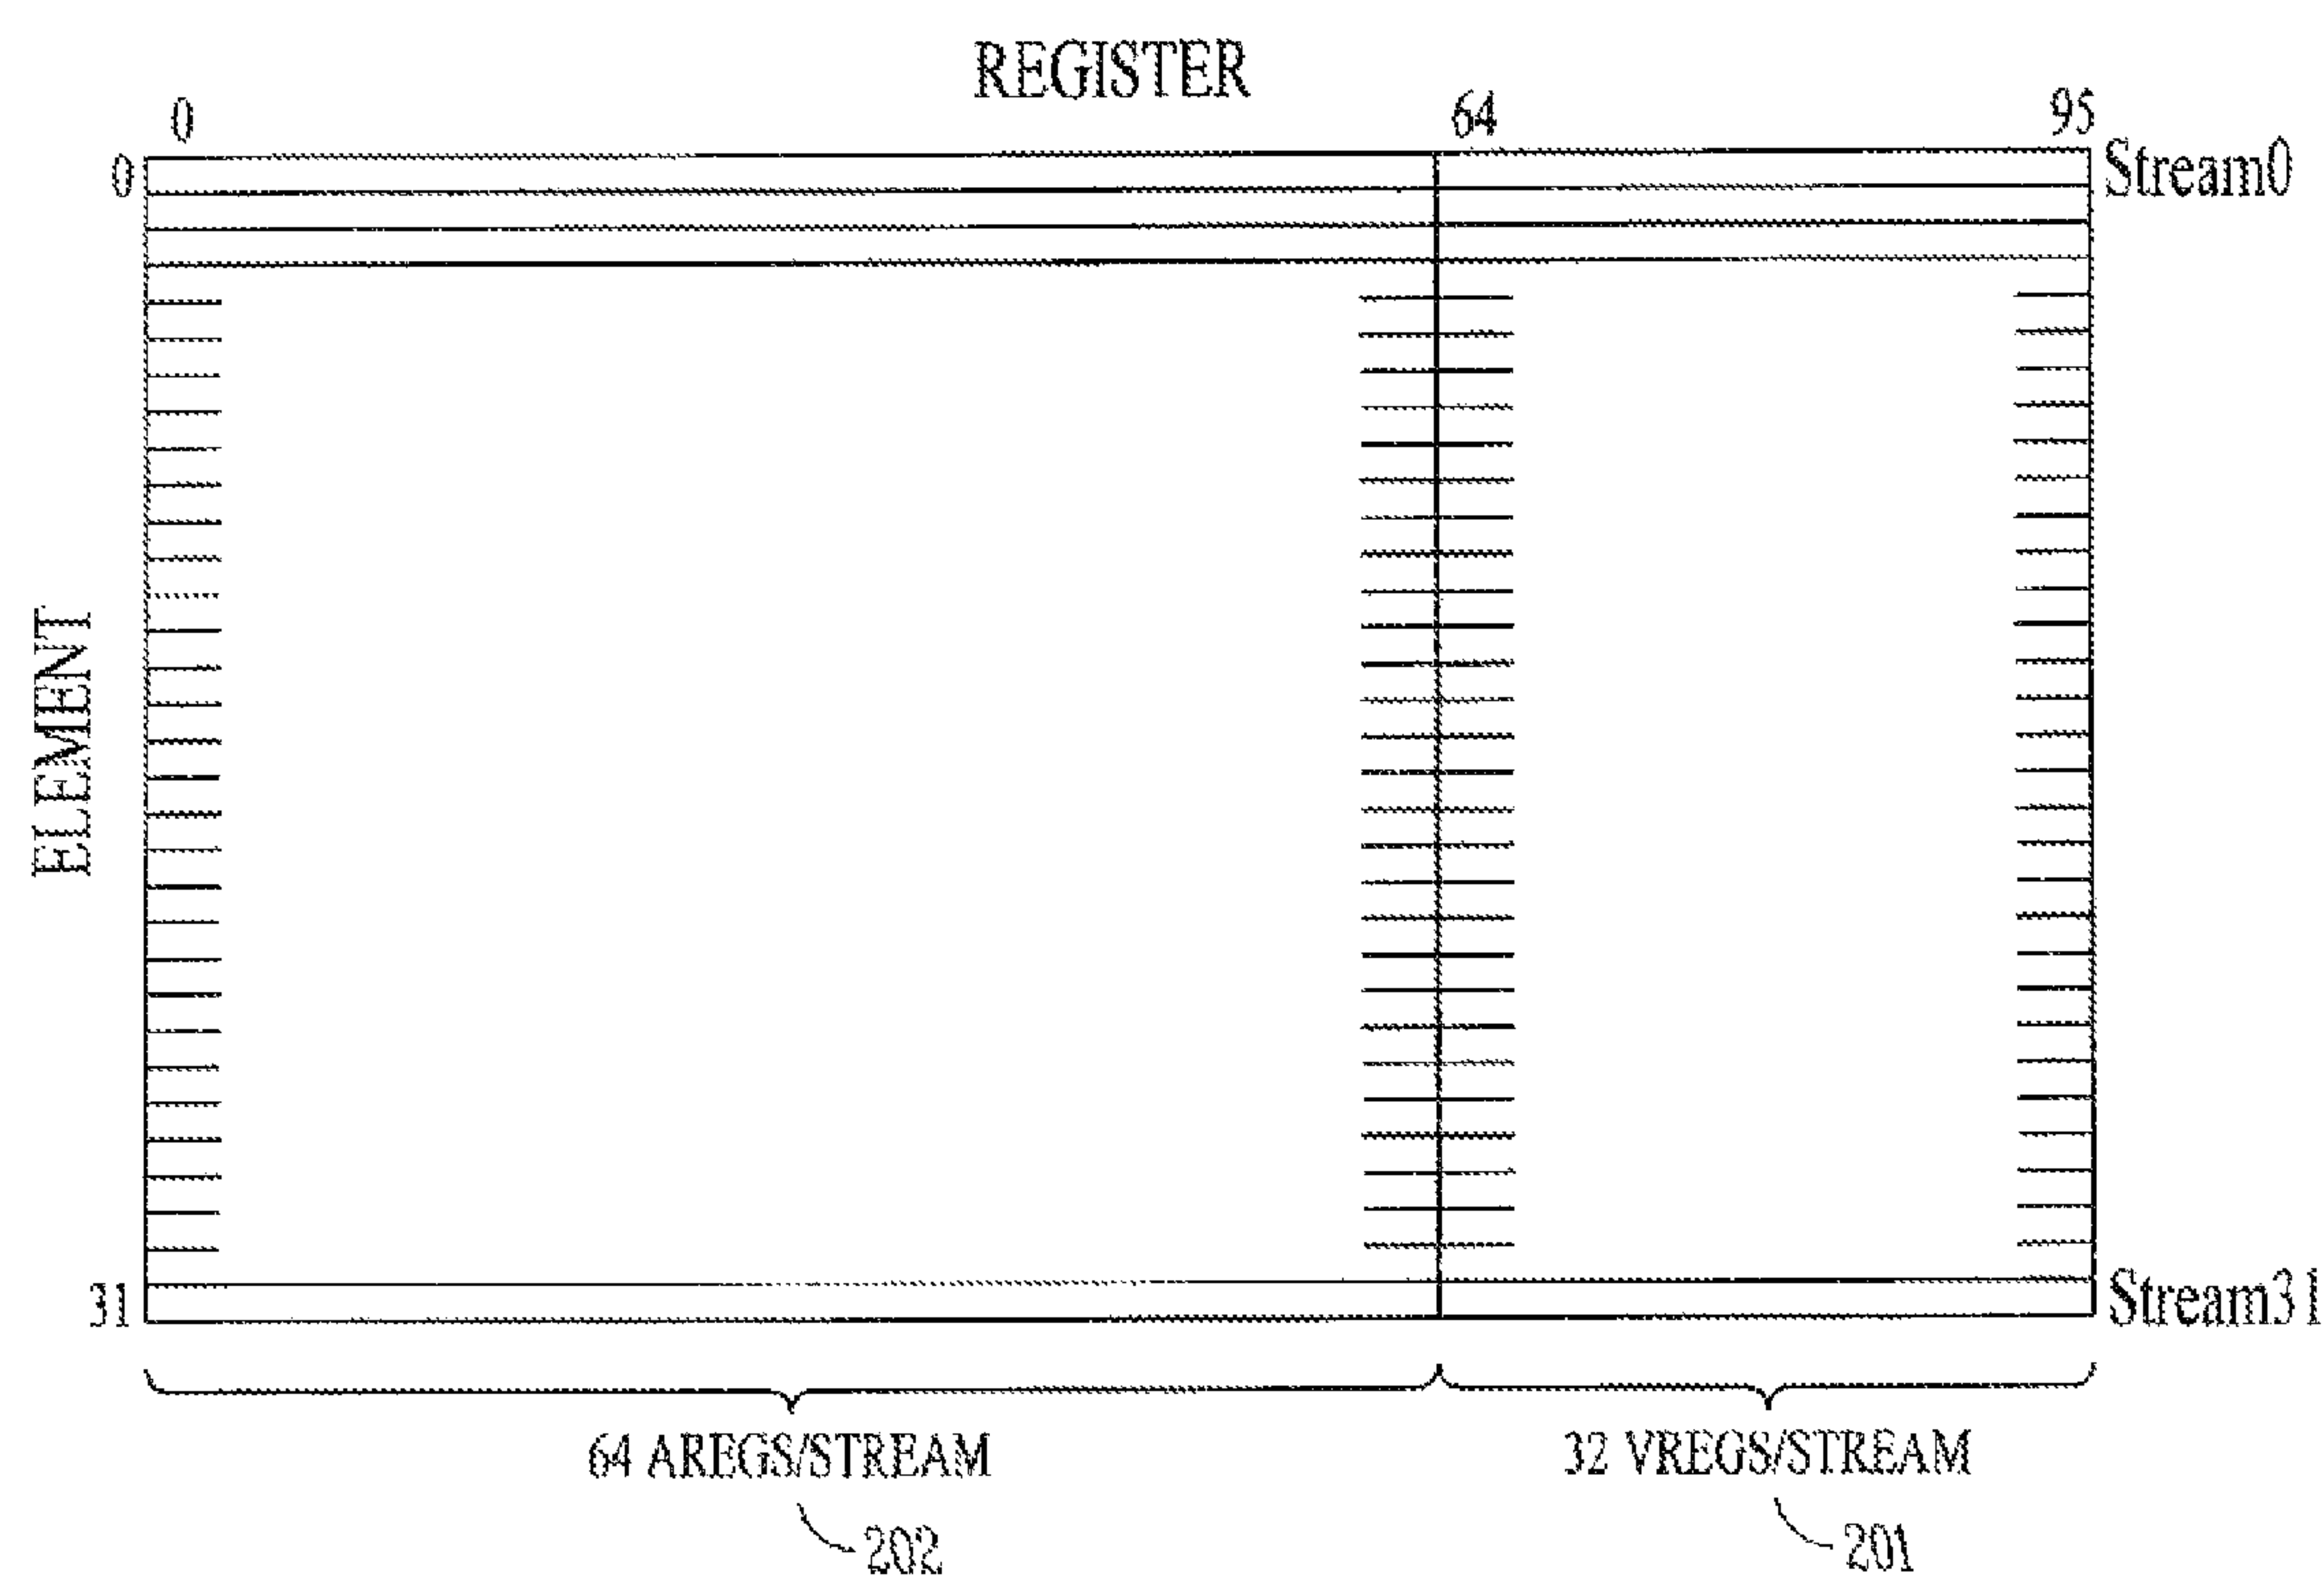 REGISTER
0 64 95
0 Stream0
ELEMENT
31 Stream31
64 AREGS/STREAM 32 VREGS/STREAM
202 201